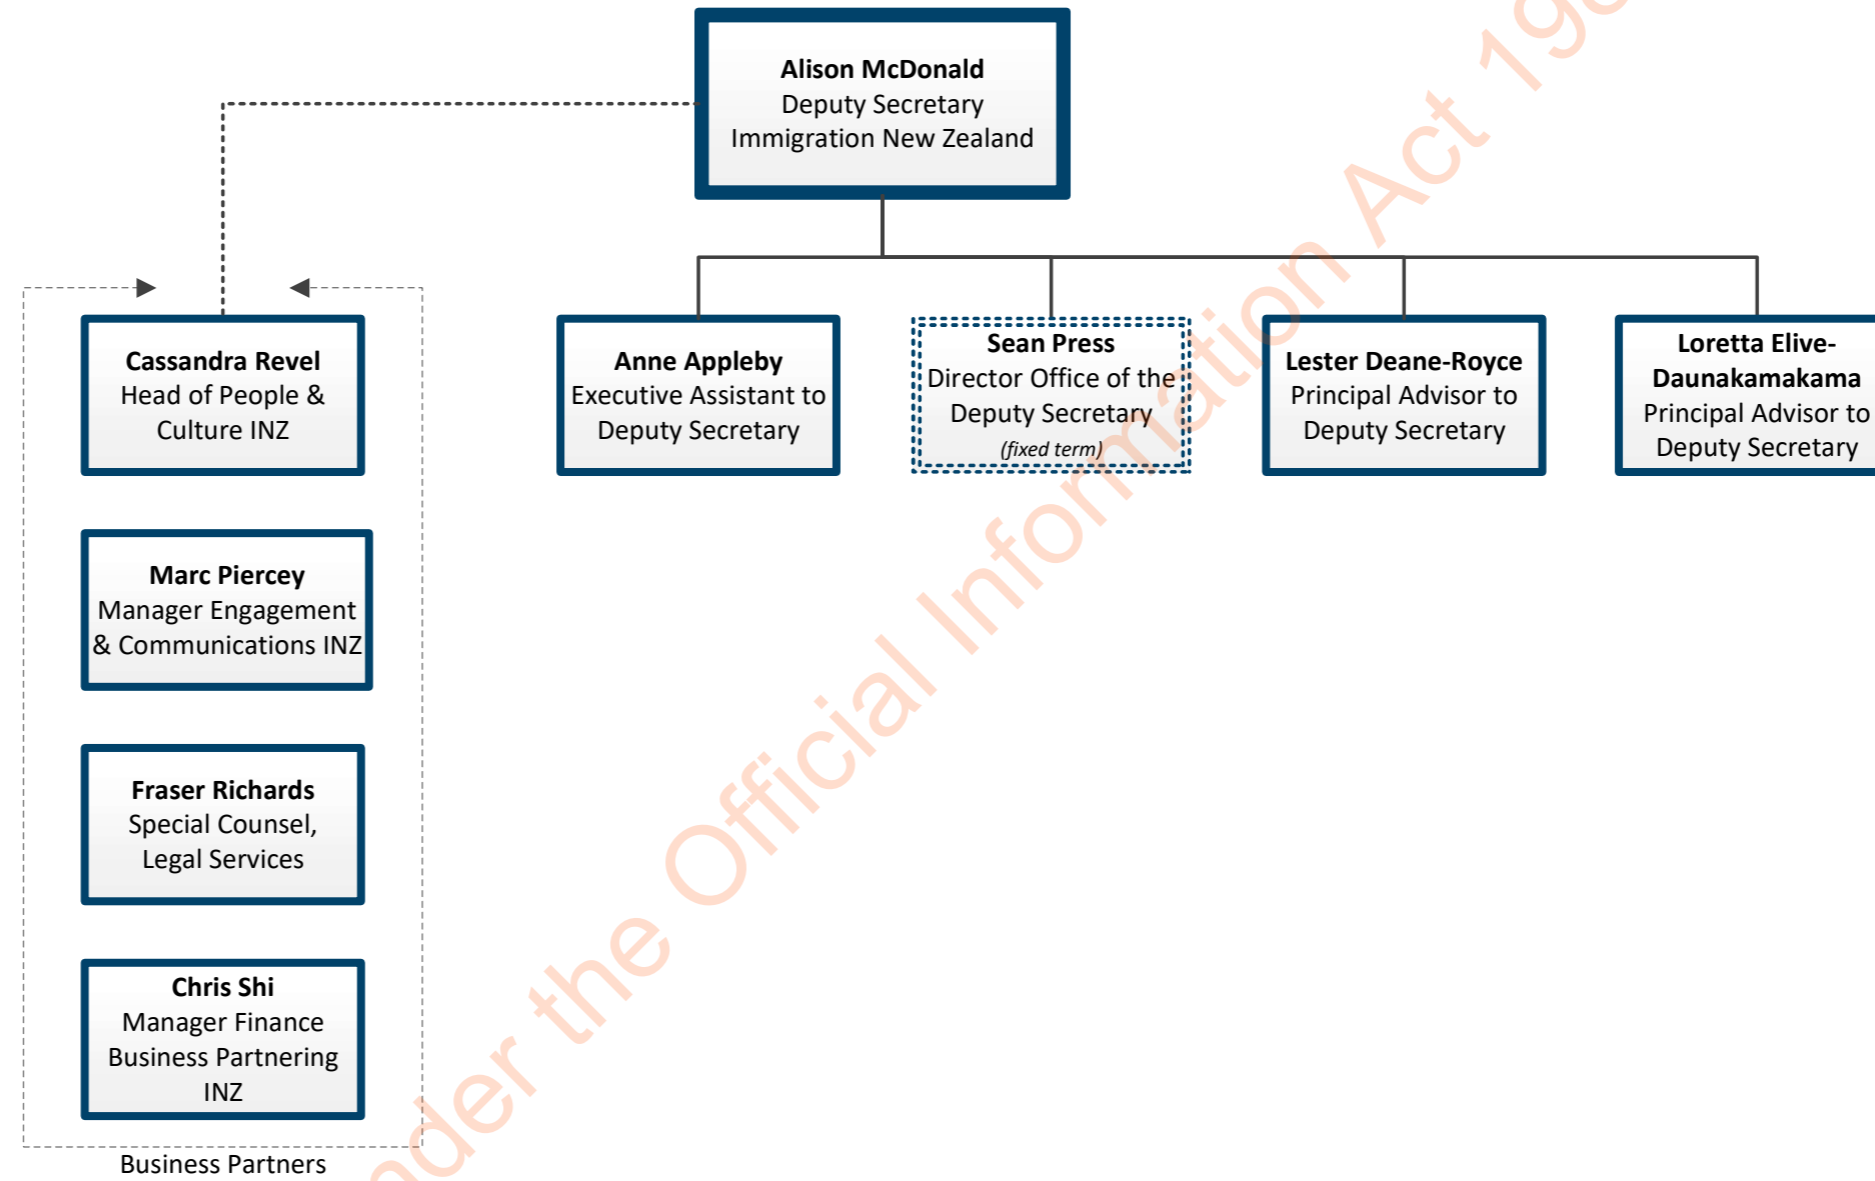 Alison McDonald
Deputy Secretary
Immigration New Zealand
Cassandra Revel
Head of People &
Culture INZ
Anne Appleby
Executive Assistant to
Deputy Secretary
Sean Press
Director Office of the
Deputy Secretary
(fixed term)
Lester Deane-Royce
Principal Advisor to
Deputy Secretary
Loretta Elive-
Daunakamakama
Principal Advisor to
Deputy Secretary
Marc Piercey
Manager Engagement
& Communications INZ
Fraser Richards
Special Counsel,
Legal Services
Chris Shi
Manager Finance
Business Partnering
INZ
Business Partners
the Official Information Act